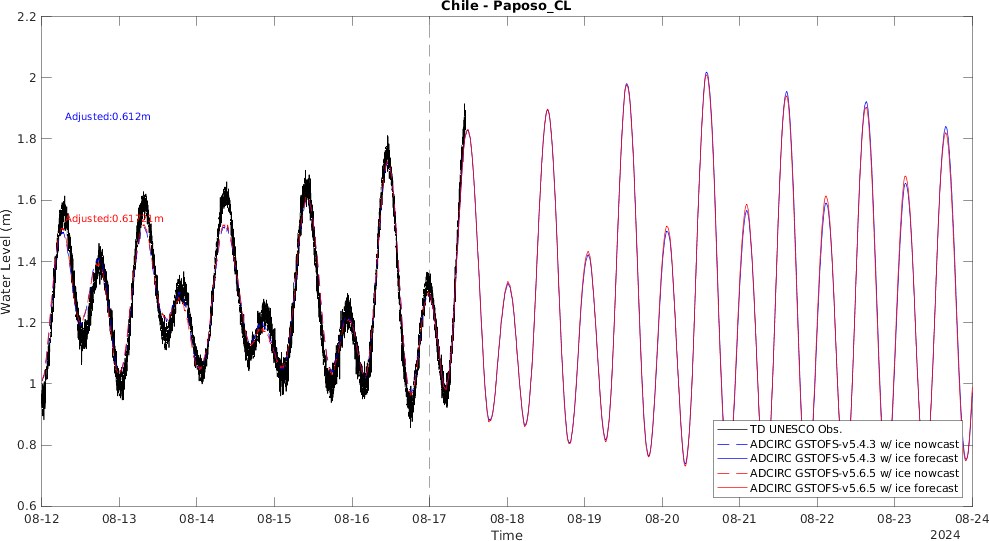 Chile - Paposo_CL
2.2
2
1.8
1.6
1.4
1.2
1
0.8
0.6
Water Level (m)
Adjusted:0.612m
TD UNESCO Obs.
ADCIRC GSTOFS-v5.4.3 w/ ice nowcast
ADCIRC GSTOFS-v5.4.3 w/ ice forecast
ADCIRC GSTOFS-v5.6.5 w/ ice nowcast
ADCIRC GSTOFS-v5.6.5 w/ ice forecast
08-12 08-13 08-14 08-15 08-16 08-17 08-18 08-19 08-20 08-21 08-22 08-23 08-24
Time
2024